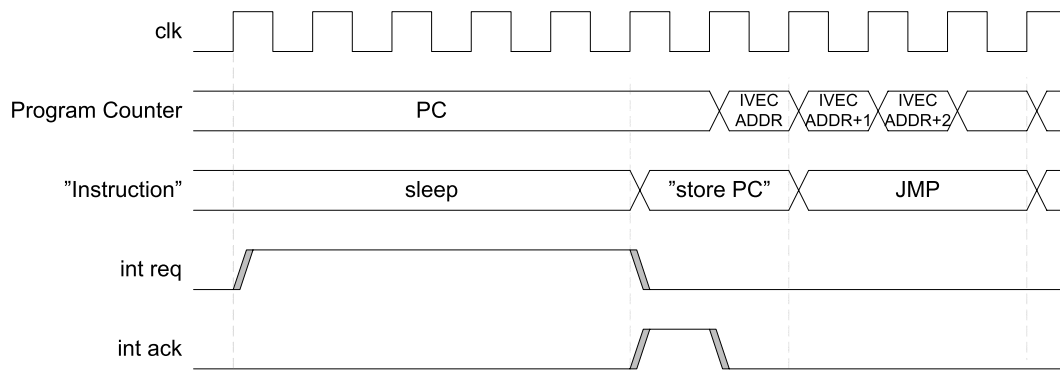 clk
Program Counter
PC
IVEC
ADDR
IVEC
ADDR+1
IVEC
ADDR+2
”Instruction”
sleep
”store PC”
JMP
int req
int ack